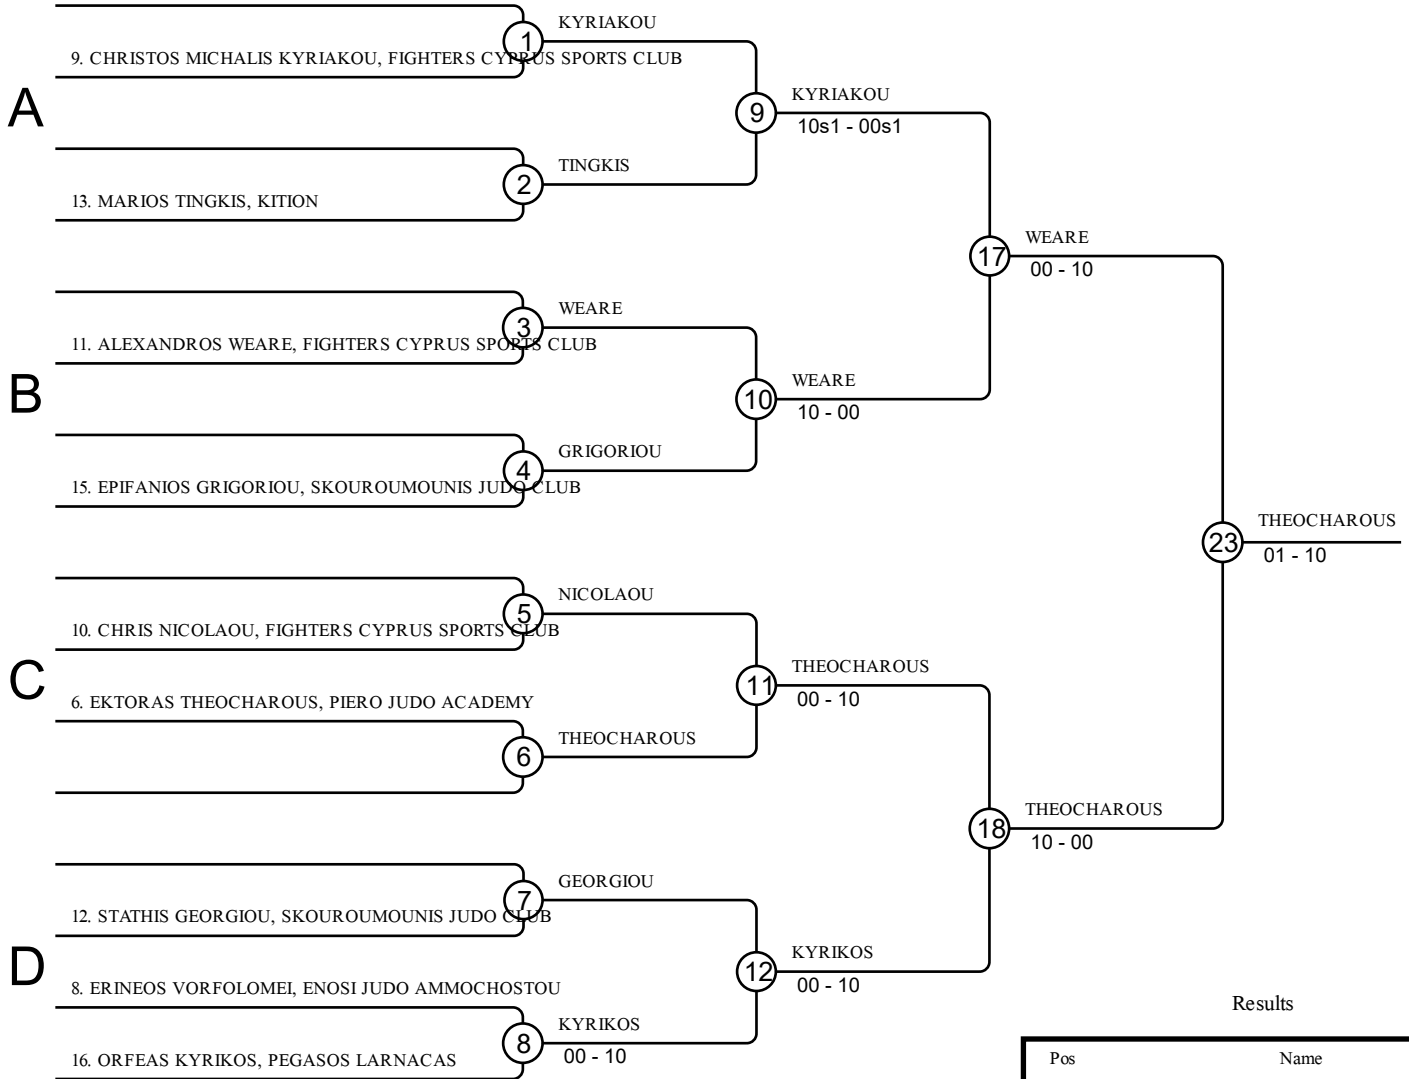 KYRIAKOU
1
9. CHRISTOS MICHALIS KYRIAKOU, FIGHTERS CYPRUS SPORTS CLUB
A
KYRIAKOU
9
10s1 - 00s1
TINGKIS
2
13. MARIOS TINGKIS, KITION
WEARE
17
00 - 10
WEARE
3
11. ALEXANDROS WEARE, FIGHTERS CYPRUS SPORTS CLUB
B
WEARE
10
10 - 00
GRIGORIOU
4
15. EPIFANIOS GRIGORIOU, SKOUROUMOUNIS JUDO CLUB
THEOCHAROUS
23
01 - 10
NICOLAOU
5
10. CHRIS NICOLAOU, FIGHTERS CYPRUS SPORTS CLUB
C
THEOCHAROUS
11
00 - 10
6. EKTORAS THEOCHAROUS, PIERO JUDO ACADEMY
THEOCHAROUS
6
THEOCHAROUS
18
10 - 00
GEORGIOU
7
12. STATHIS GEORGIOU, SKOUROUMOUNIS JUDO CLUB
D
KYRIKOS
12
00 - 10
8. ERINEOS VORFOLOMEI, ENOSI JUDO AMMOCHOSTOU
KYRIKOS
8
00 - 10
16. ORFEAS KYRIKOS, PEGASOS LARNACAS
Results
Pos Name